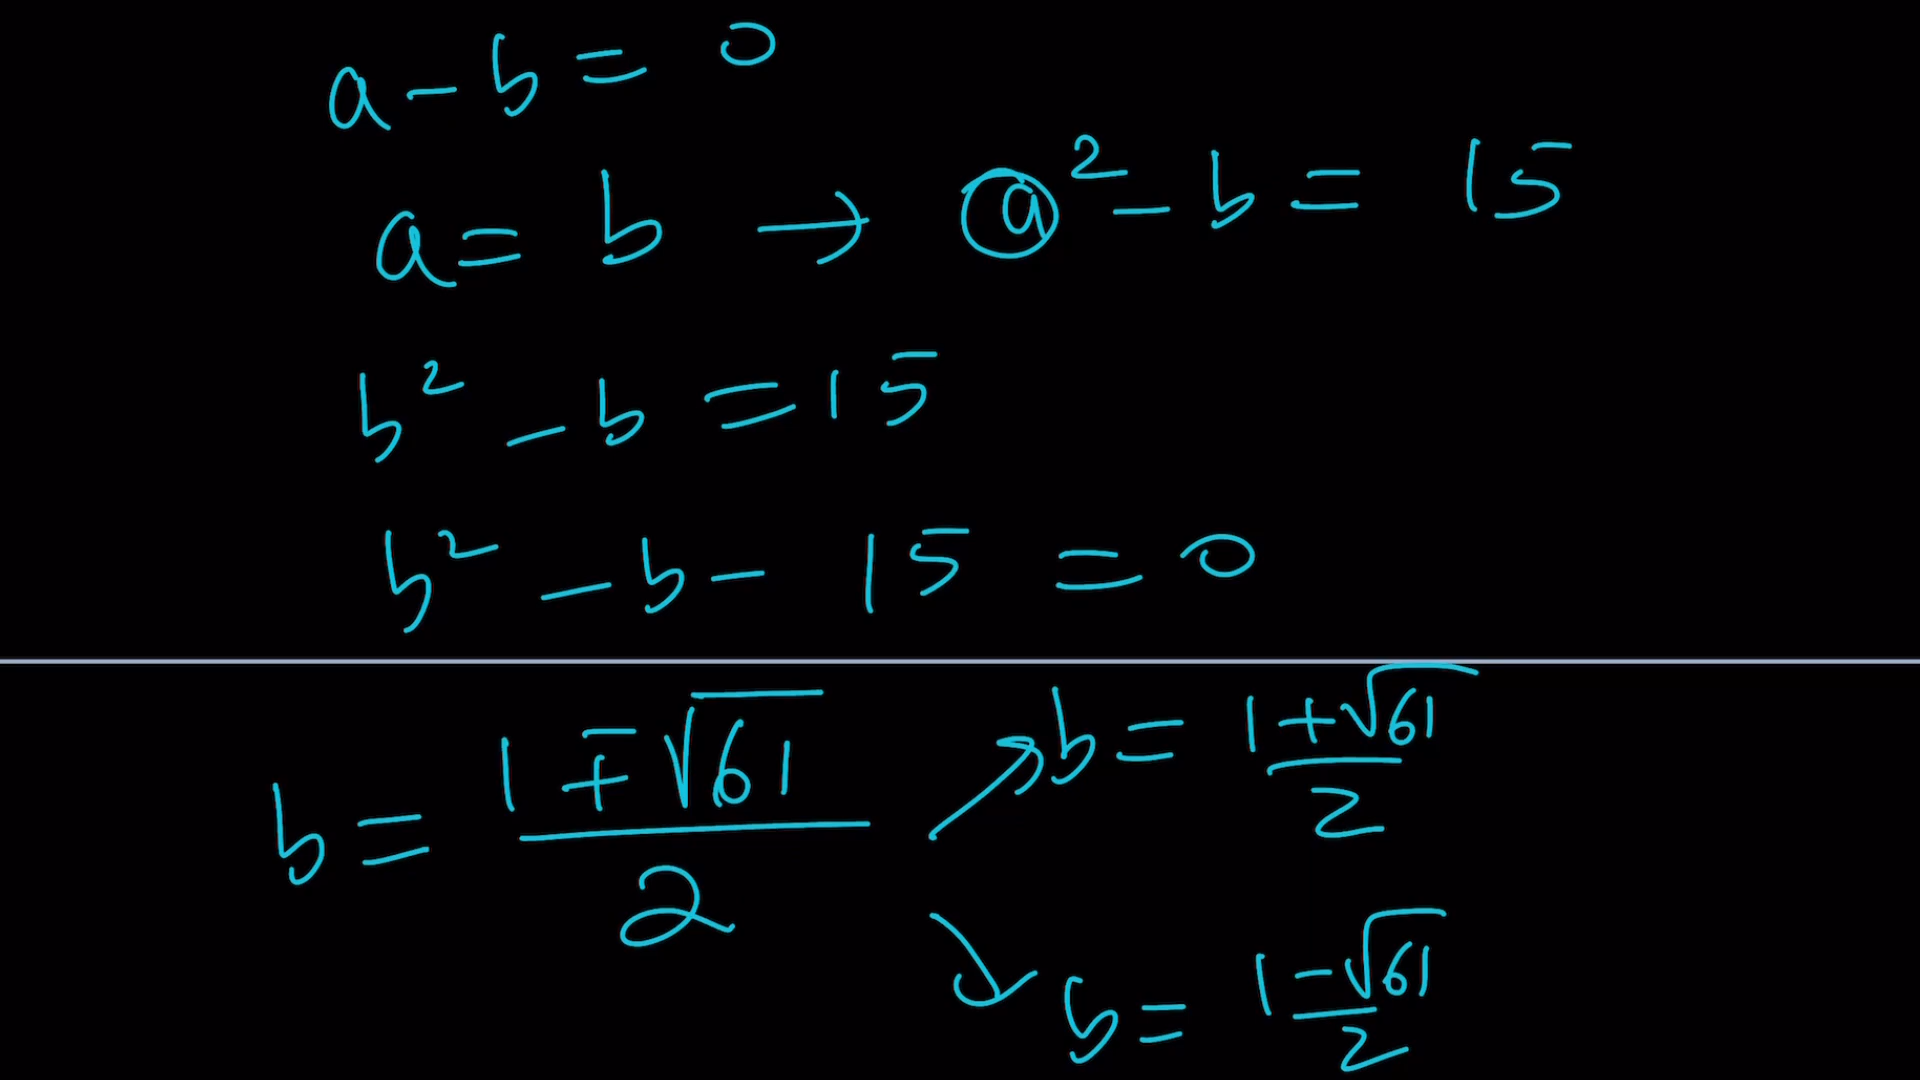 a - b = 0
a = b → a² - b = 15
b² - b = 15
b² - b - 15 = 0
b = (1 ∓ √61)/2 ↗ b = (1 + √61)/2
↘ b = (1 - √61)/2